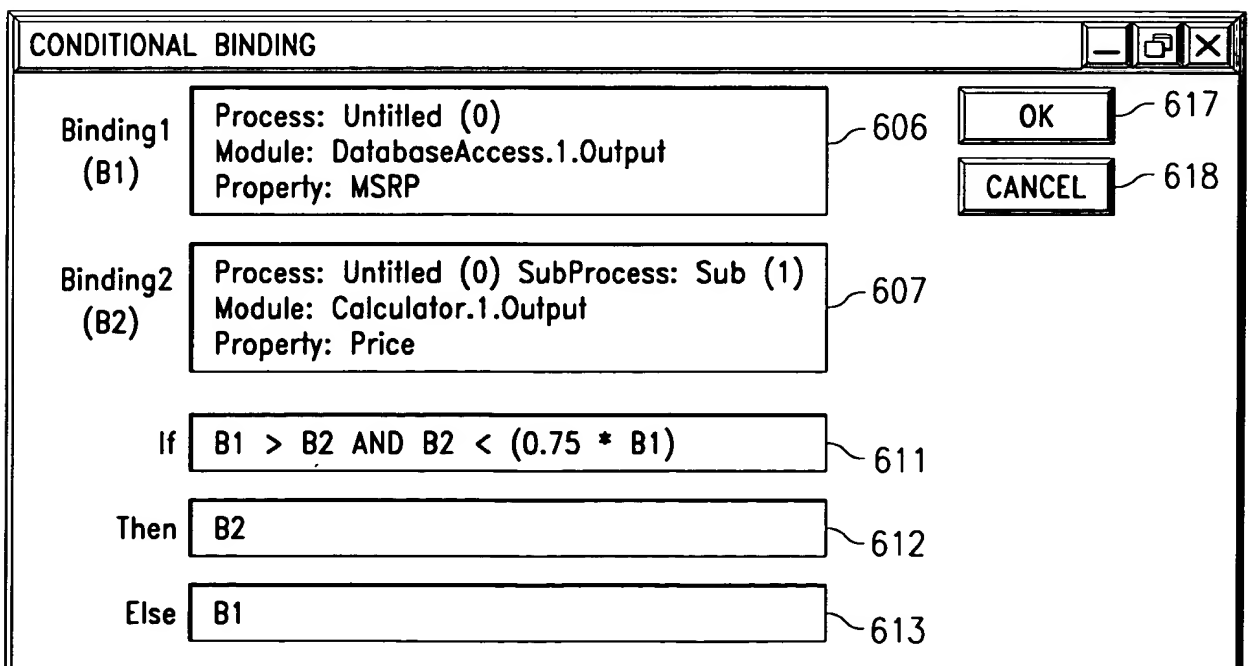 CONDITIONAL BINDING
Binding1
(B1)
Process: Untitled (0)
Module: DatabaseAccess.1.Output
Property: MSRP
606
OK
617
CANCEL
618
Binding2
(B2)
Process: Untitled (0) SubProcess: Sub (1)
Module: Calculator.1.Output
Property: Price
607
If
B1 > B2 AND B2 < (0.75 * B1)
611
Then
B2
612
Else
B1
613